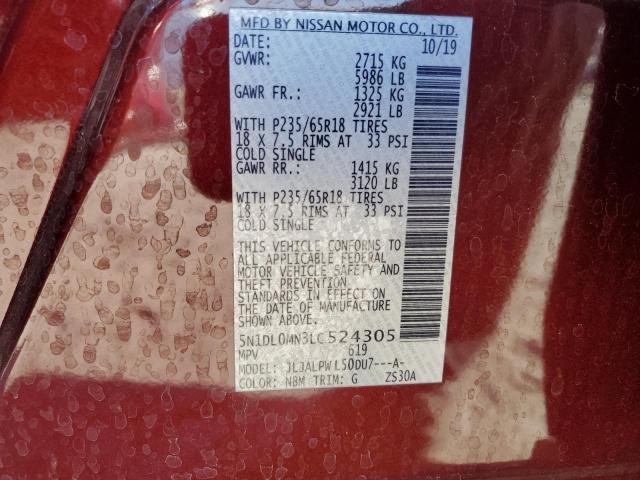 MFD BY NISSAN MOTOR CO., LTD.
DATE: 10/19
GVWR: 2715 KG
5986 LB
GAWR FR.: 1325 KG
2921 LB
WITH P235/65R18 TIRES
18 X 7.5 RIMS AT 33 PSI
COLD SINGLE
GAWR RR.: 1415 KG
3120 LB
WITH P235/65R18 TIRES
18 X 7.5 RIMS AT 33 PSI
COLD SINGLE
THIS VEHICLE CONFORMS TO
ALL APPLICABLE FEDERAL
MOTOR VEHICLE SAFETY AND
THEFT PREVENTION
STANDARDS IN EFFECT ON
THE DATE OF MANUFACTURE
SHOWN ABOVE.
5N1DL0MN3LC524305
MPV 619
MODEL: JL3ALPWL50DU7---A-
COLOR: NBM TRIM: G ZS30A